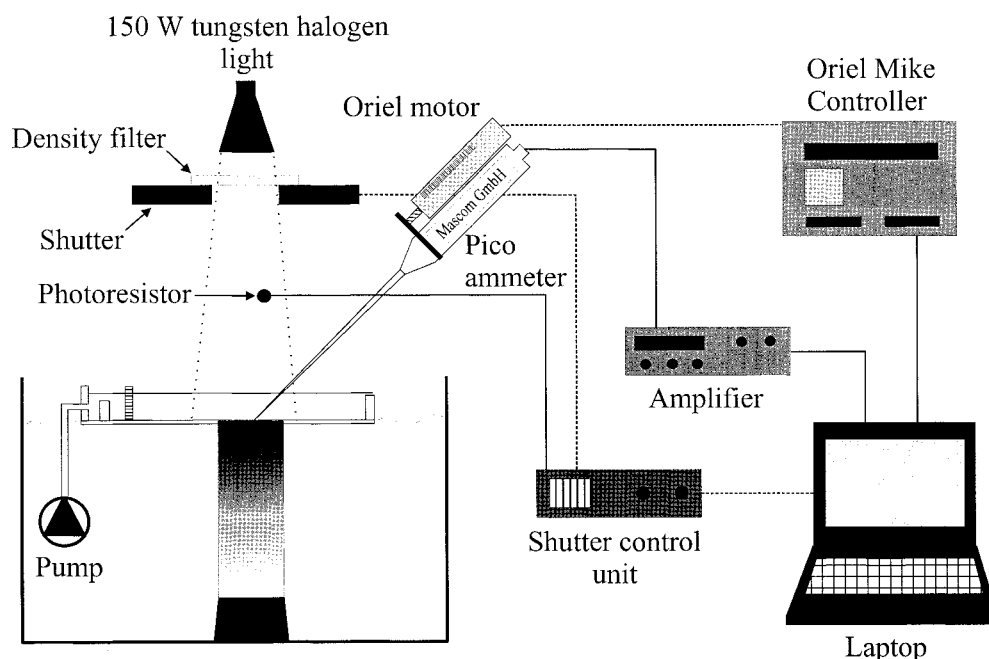 150 W tungsten halogen
light
Density filter
Shutter
Photoresistor
Oriel motor
Mascom GmbH
Pico
ammeter
Oriel Mike
Controller
Amplifier
Pump
Shutter control
unit
Laptop